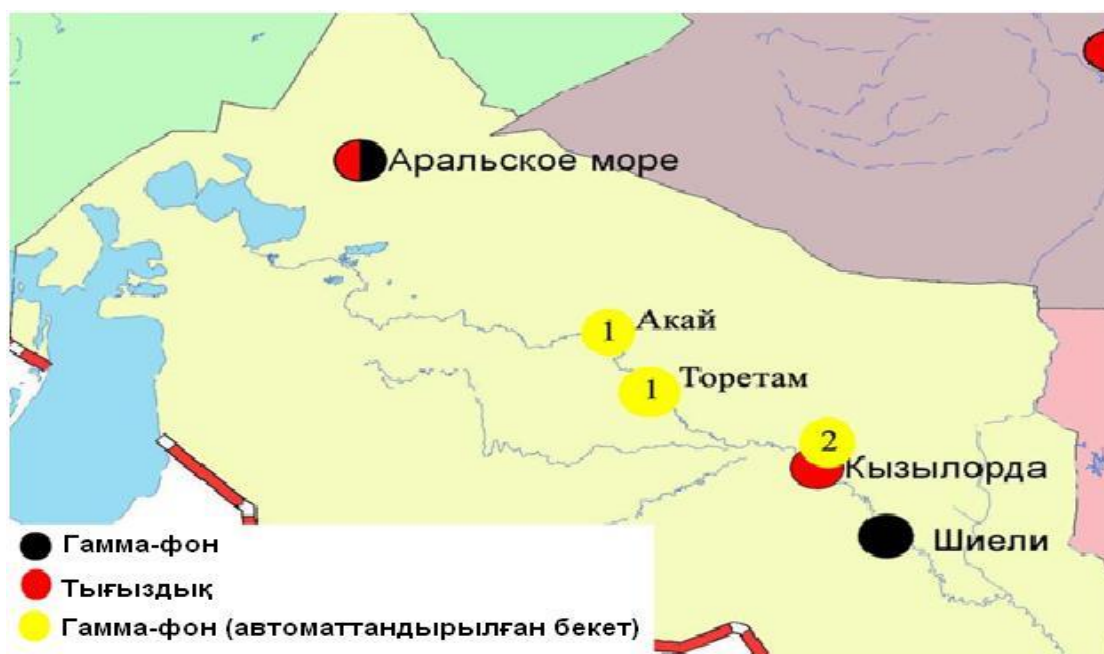 Аральское море
1 Акай
1 Торетам
2
Кызылорда
Шиели
Гамма-фон
Тығыздық
Гамма-фон (автоматтандырылған бекет)